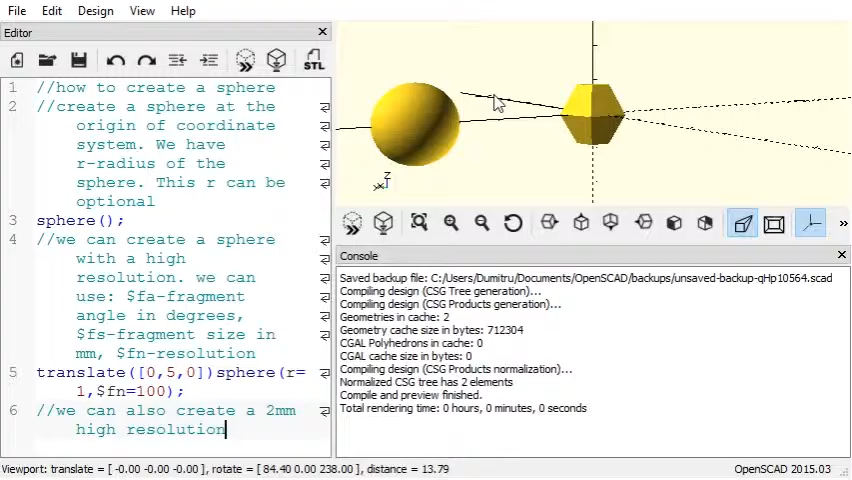 File Edit Design View Help
Editor
STL
1 //how to create a sphere
2 //create a sphere at the
origin of coordinate
system. We have
r-radius of the
sphere. This r can be
optional
3 sphere();
4 //we can create a sphere
with a high
resolution. we can
use: $fa-fragment
angle in degrees,
$fs-fragment size in
mm, $fn-resolution
5 translate([0,5,0])sphere(r=
1,$fn=100);
6 //we can also create a 2mm
high resolution
Z
Console
Saved backup file: C:/Users/Dumitru/Documents/OpenSCAD/backups/unsaved-backup-qHp10564.scad
Compiling design (CSG Tree generation)...
Compiling design (CSG Products generation)...
Geometries in cache: 2
Geometry cache size in bytes: 712304
CGAL Polyhedrons in cache: 0
CGAL cache size in bytes: 0
Compiling design (CSG Products normalization)...
Normalized CSG tree has 2 elements
Compile and preview finished.
Total rendering time: 0 hours, 0 minutes, 0 seconds
Viewport: translate = [ -0.00 -0.00 -0.00 ], rotate = [ 84.40 0.00 238.00 ], distance = 13.79
OpenSCAD 2015.03